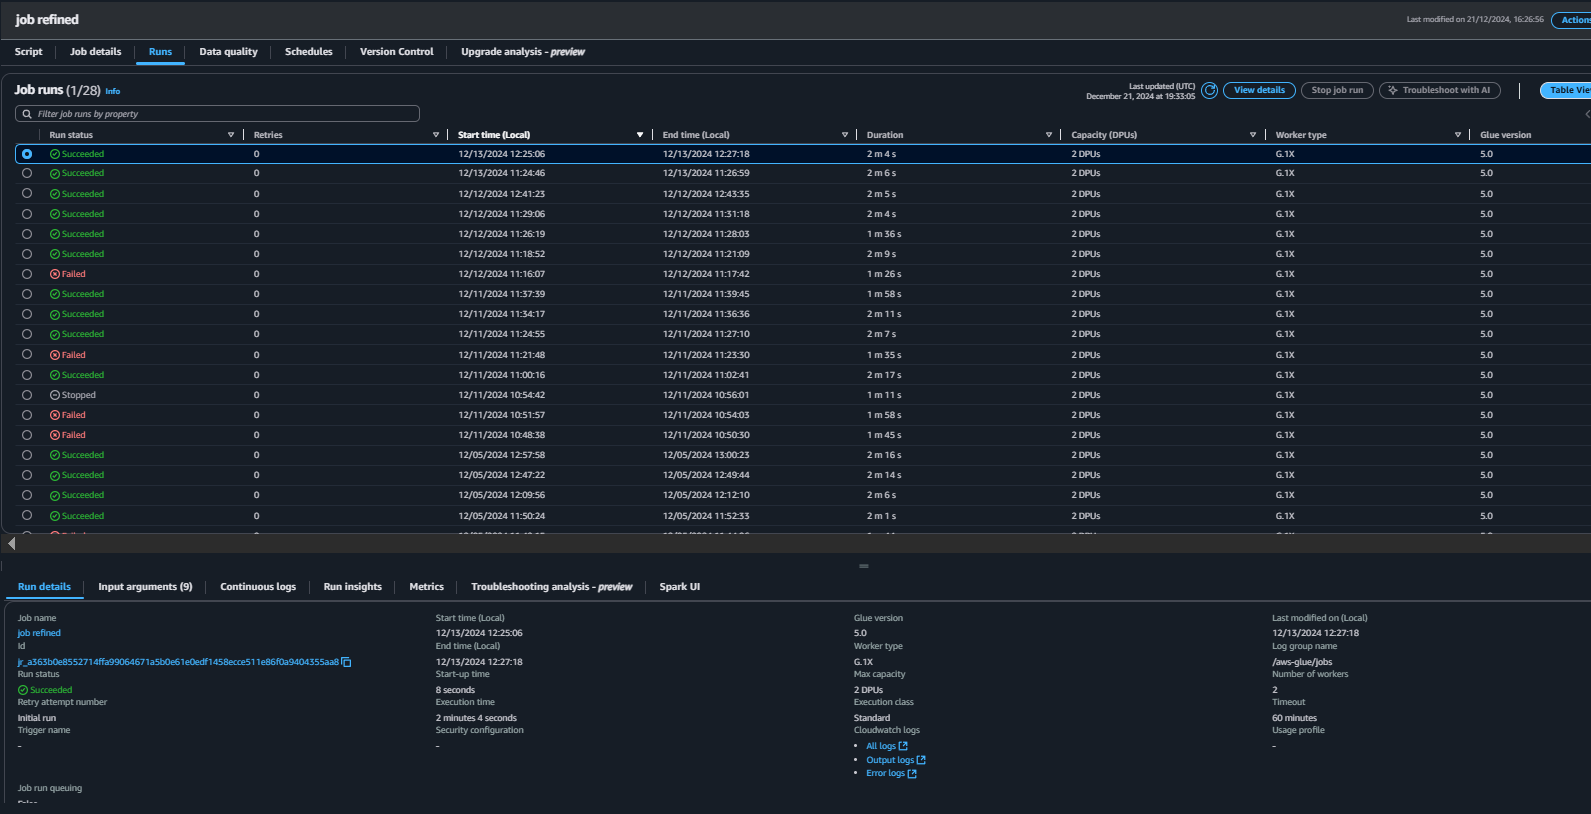 job refined
Last modified on 21/12/2024, 16:26:56
Actions
Script Job details Runs Data quality Schedules Version Control Upgrade analysis - preview
Job runs (1/28) Info
Last updated (UTC)
December 21, 2024 at 19:33:05
View details Stop job run Troubleshoot with AI Table Vie
Filter job runs by property
Run status Retries Start time (Local) End time (Local) Duration Capacity (DPUs) Worker type Glue version
Succeeded 0 12/13/2024 12:25:06 12/13/2024 12:27:18 2 m 4 s 2 DPUs G.1X 5.0
Succeeded 0 12/13/2024 11:24:46 12/13/2024 11:26:59 2 m 6 s 2 DPUs G.1X 5.0
Succeeded 0 12/12/2024 12:41:23 12/12/2024 12:43:35 2 m 5 s 2 DPUs G.1X 5.0
Succeeded 0 12/12/2024 11:29:06 12/12/2024 11:31:18 2 m 4 s 2 DPUs G.1X 5.0
Succeeded 0 12/12/2024 11:26:19 12/12/2024 11:28:03 1 m 36 s 2 DPUs G.1X 5.0
Succeeded 0 12/12/2024 11:18:52 12/12/2024 11:21:09 2 m 9 s 2 DPUs G.1X 5.0
Failed 0 12/12/2024 11:16:07 12/12/2024 11:17:42 1 m 26 s 2 DPUs G.1X 5.0
Succeeded 0 12/11/2024 11:37:39 12/11/2024 11:39:45 1 m 58 s 2 DPUs G.1X 5.0
Succeeded 0 12/11/2024 11:34:17 12/11/2024 11:36:36 2 m 11 s 2 DPUs G.1X 5.0
Succeeded 0 12/11/2024 11:24:55 12/11/2024 11:27:10 2 m 7 s 2 DPUs G.1X 5.0
Failed 0 12/11/2024 11:21:48 12/11/2024 11:23:30 1 m 35 s 2 DPUs G.1X 5.0
Succeeded 0 12/11/2024 11:00:16 12/11/2024 11:02:41 2 m 17 s 2 DPUs G.1X 5.0
Stopped 0 12/11/2024 10:54:42 12/11/2024 10:56:01 1 m 11 s 2 DPUs G.1X 5.0
Failed 0 12/11/2024 10:51:57 12/11/2024 10:54:03 1 m 58 s 2 DPUs G.1X 5.0
Failed 0 12/11/2024 10:48:38 12/11/2024 10:50:30 1 m 45 s 2 DPUs G.1X 5.0
Succeeded 0 12/05/2024 12:57:58 12/05/2024 13:00:23 2 m 16 s 2 DPUs G.1X 5.0
Succeeded 0 12/05/2024 12:47:22 12/05/2024 12:49:44 2 m 14 s 2 DPUs G.1X 5.0
Succeeded 0 12/05/2024 12:09:56 12/05/2024 12:12:10 2 m 6 s 2 DPUs G.1X 5.0
Succeeded 0 12/05/2024 11:50:24 12/05/2024 11:52:33 2 m 1 s 2 DPUs G.1X 5.0
Run details Input arguments (9) Continuous logs Run insights Metrics Troubleshooting analysis - preview Spark UI
Job name Start time (Local) Glue version Last modified on (Local)
job refined 12/13/2024 12:25:06 5.0 12/13/2024 12:27:18
Id End time (Local) Worker type Log group name
jr_a363b0e8552714ffa99064671a5b0e61e0edf1458ecce511e86f0a9404355aa8 12/13/2024 12:27:18 G.1X /aws-glue/jobs
Run status Start-up time Max capacity Number of workers
Succeeded 8 seconds 2 DPUs 2
Retry attempt number Execution time Execution class Timeout
Initial run 2 minutes 4 seconds Standard 60 minutes
Trigger name Security configuration Cloudwatch logs Usage profile
- - All logs -
Output logs
Error logs
Job run queuing